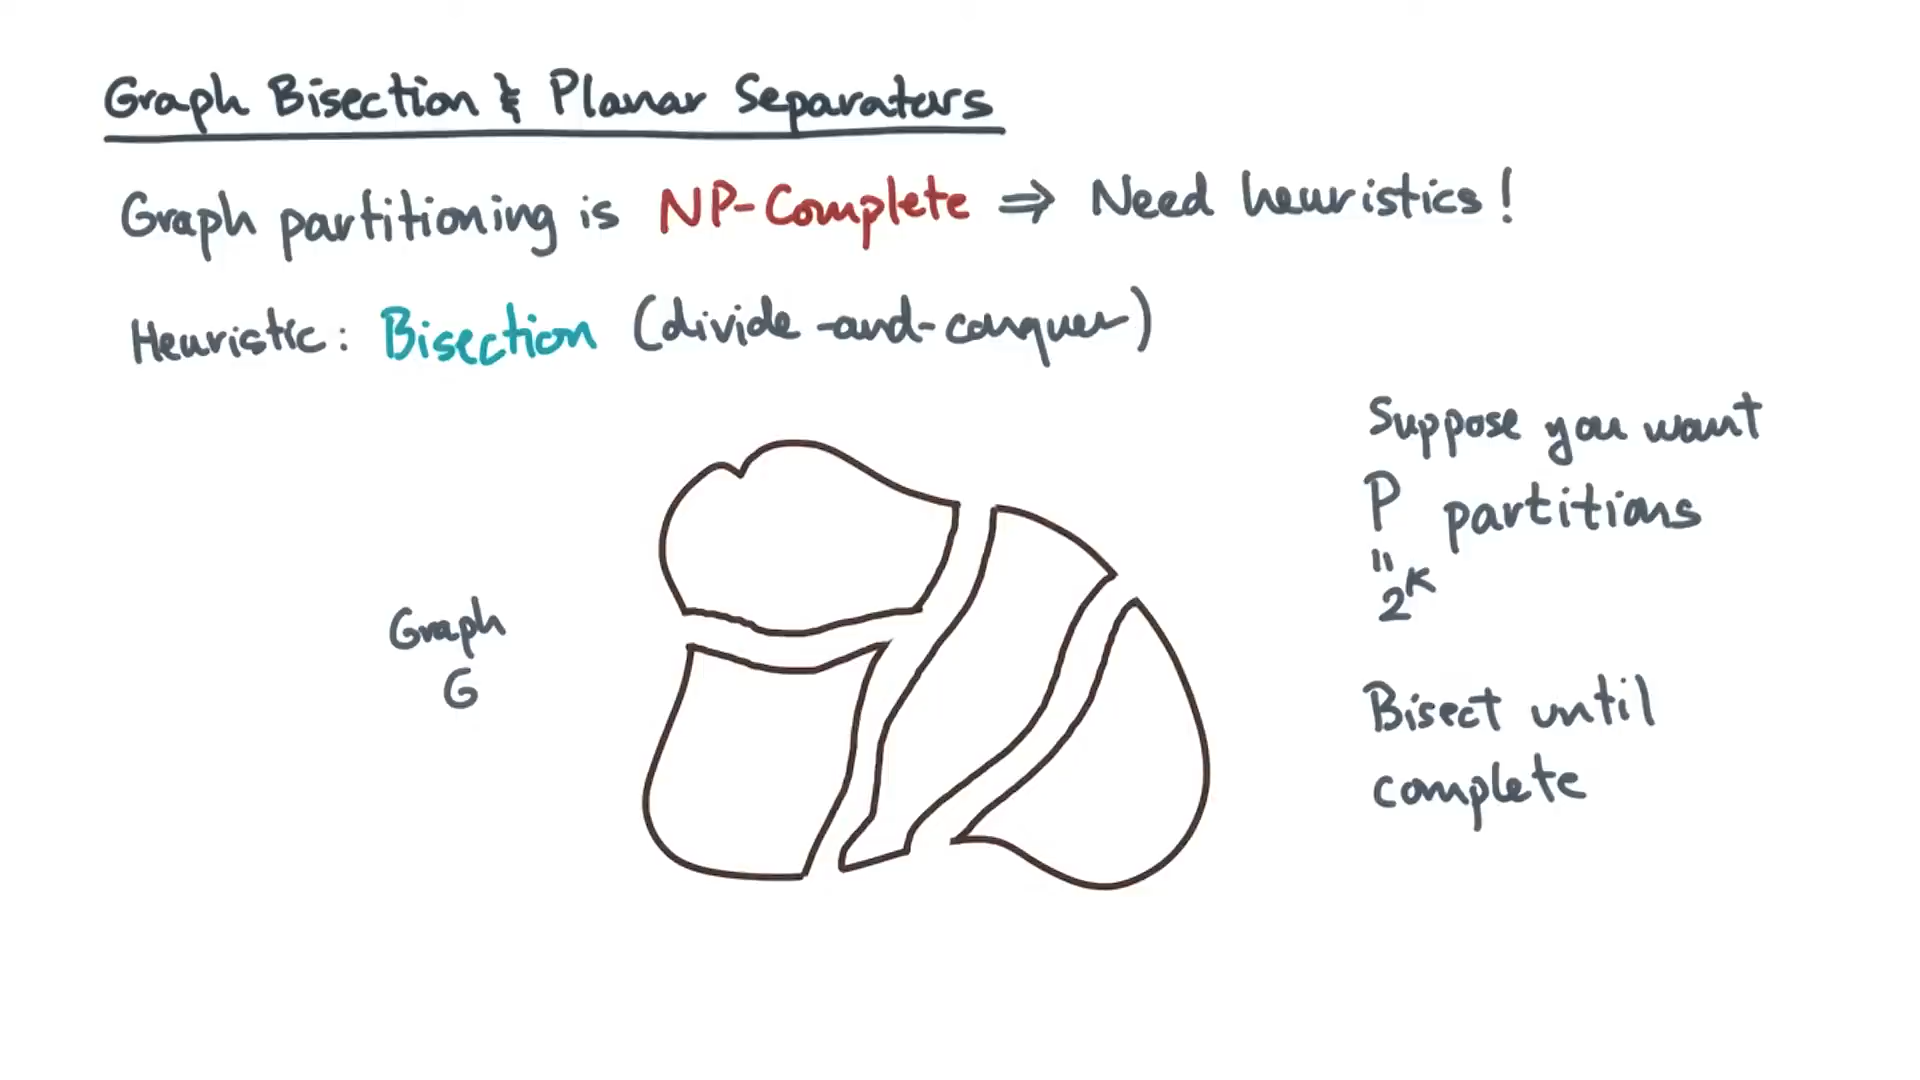 Graph Bisection & Planar Separators
Graph partitioning is NP-Complete ⇒ Need heuristics!
Heuristic: Bisection (divide-and-conquer)
Suppose you want
P partitions
"
2^K
Graph
G
Bisect until
complete